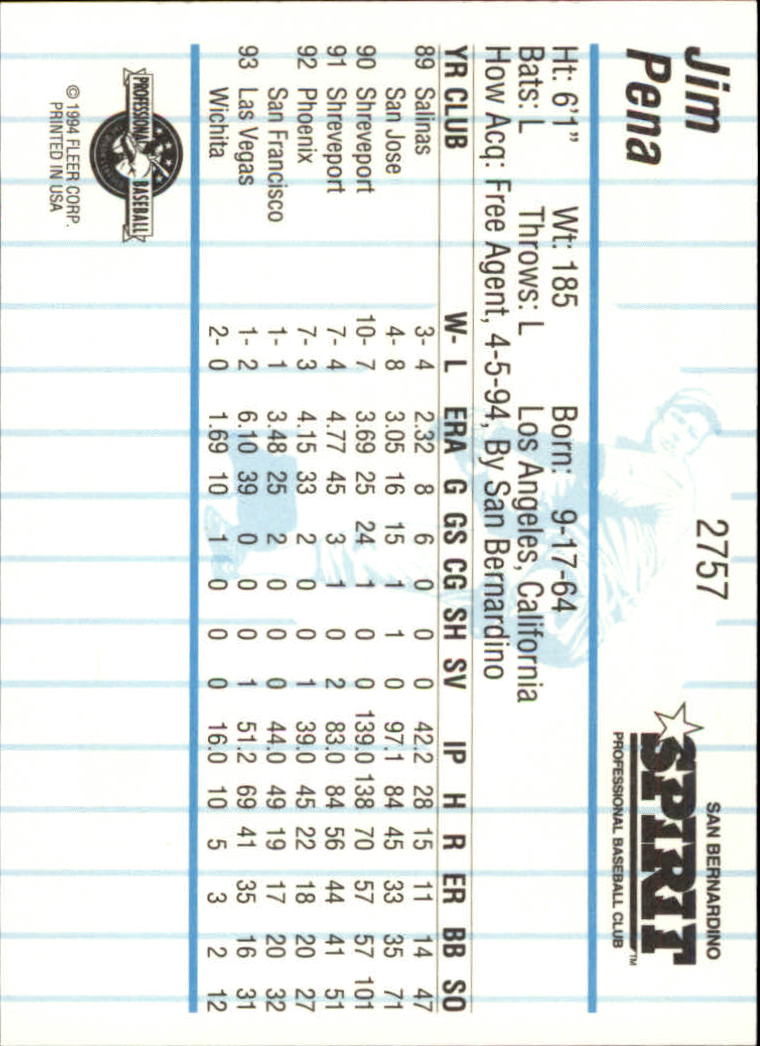 Jim
Pena
2757
SAN BERNARDINO
SPIRIT™
PROFESSIONAL BASEBALL CLUB
Ht: 6'1" Wt: 185 Born: 9-17-64
Bats: L Throws: L Los Angeles, California
How Acq: Free Agent, 4-5-94, By San Bernardino
YR CLUB W- L ERA G GS CG SH SV IP H R ER BB SO
89 Salinas 3- 4 2.32 8 6 0 0 0 42.2 28 15 11 14 47
San Jose 4- 8 3.05 16 15 1 1 0 97.1 84 45 33 35 71
90 Shreveport 10- 7 3.69 25 24 1 0 0 139.0 138 70 57 57 101
91 Shreveport 7- 4 4.77 45 3 1 0 2 83.0 84 56 44 41 51
92 Phoenix 7- 3 4.15 33 2 0 0 1 39.0 45 22 18 20 27
San Francisco 1- 1 3.48 25 2 0 0 0 44.0 49 19 17 20 32
93 Las Vegas 1- 2 6.10 39 0 0 0 1 51.2 69 41 35 16 31
Wichita 2- 0 1.69 10 1 0 0 0 16.0 10 5 3 2 12
PROFESSIONAL BASEBALL
© 1994 FLEER CORP.
PRINTED IN USA